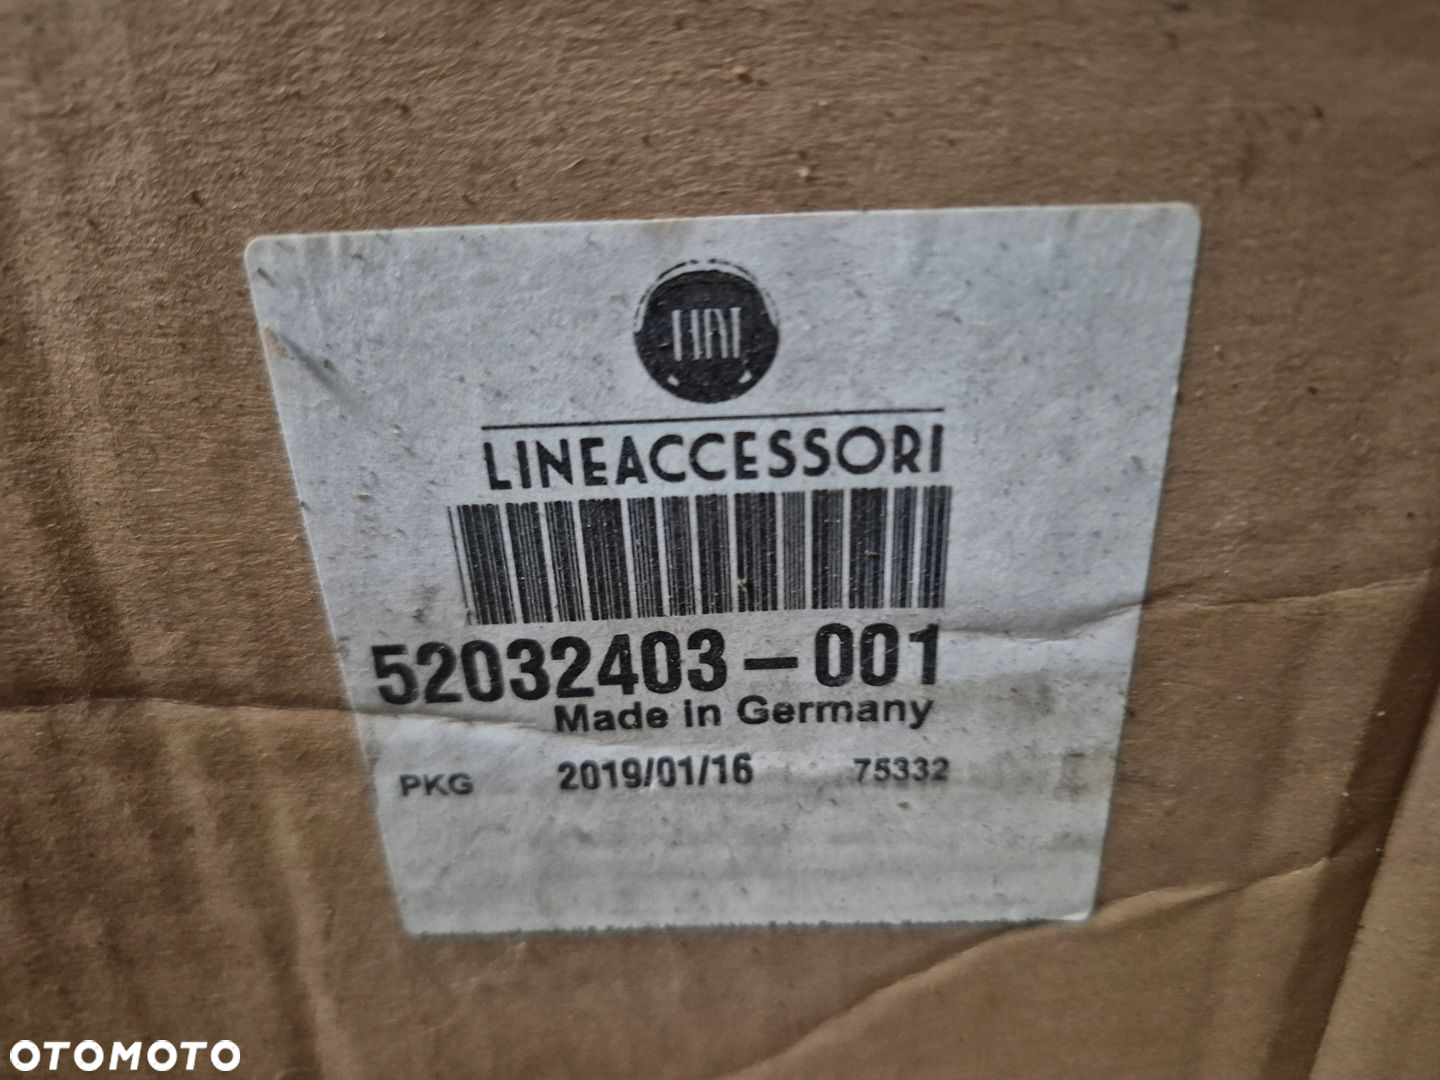 FIAT
LINEACCESSORI
52032403-001
Made in Germany
PKG 2019/01/16 75332
OTOMOTO